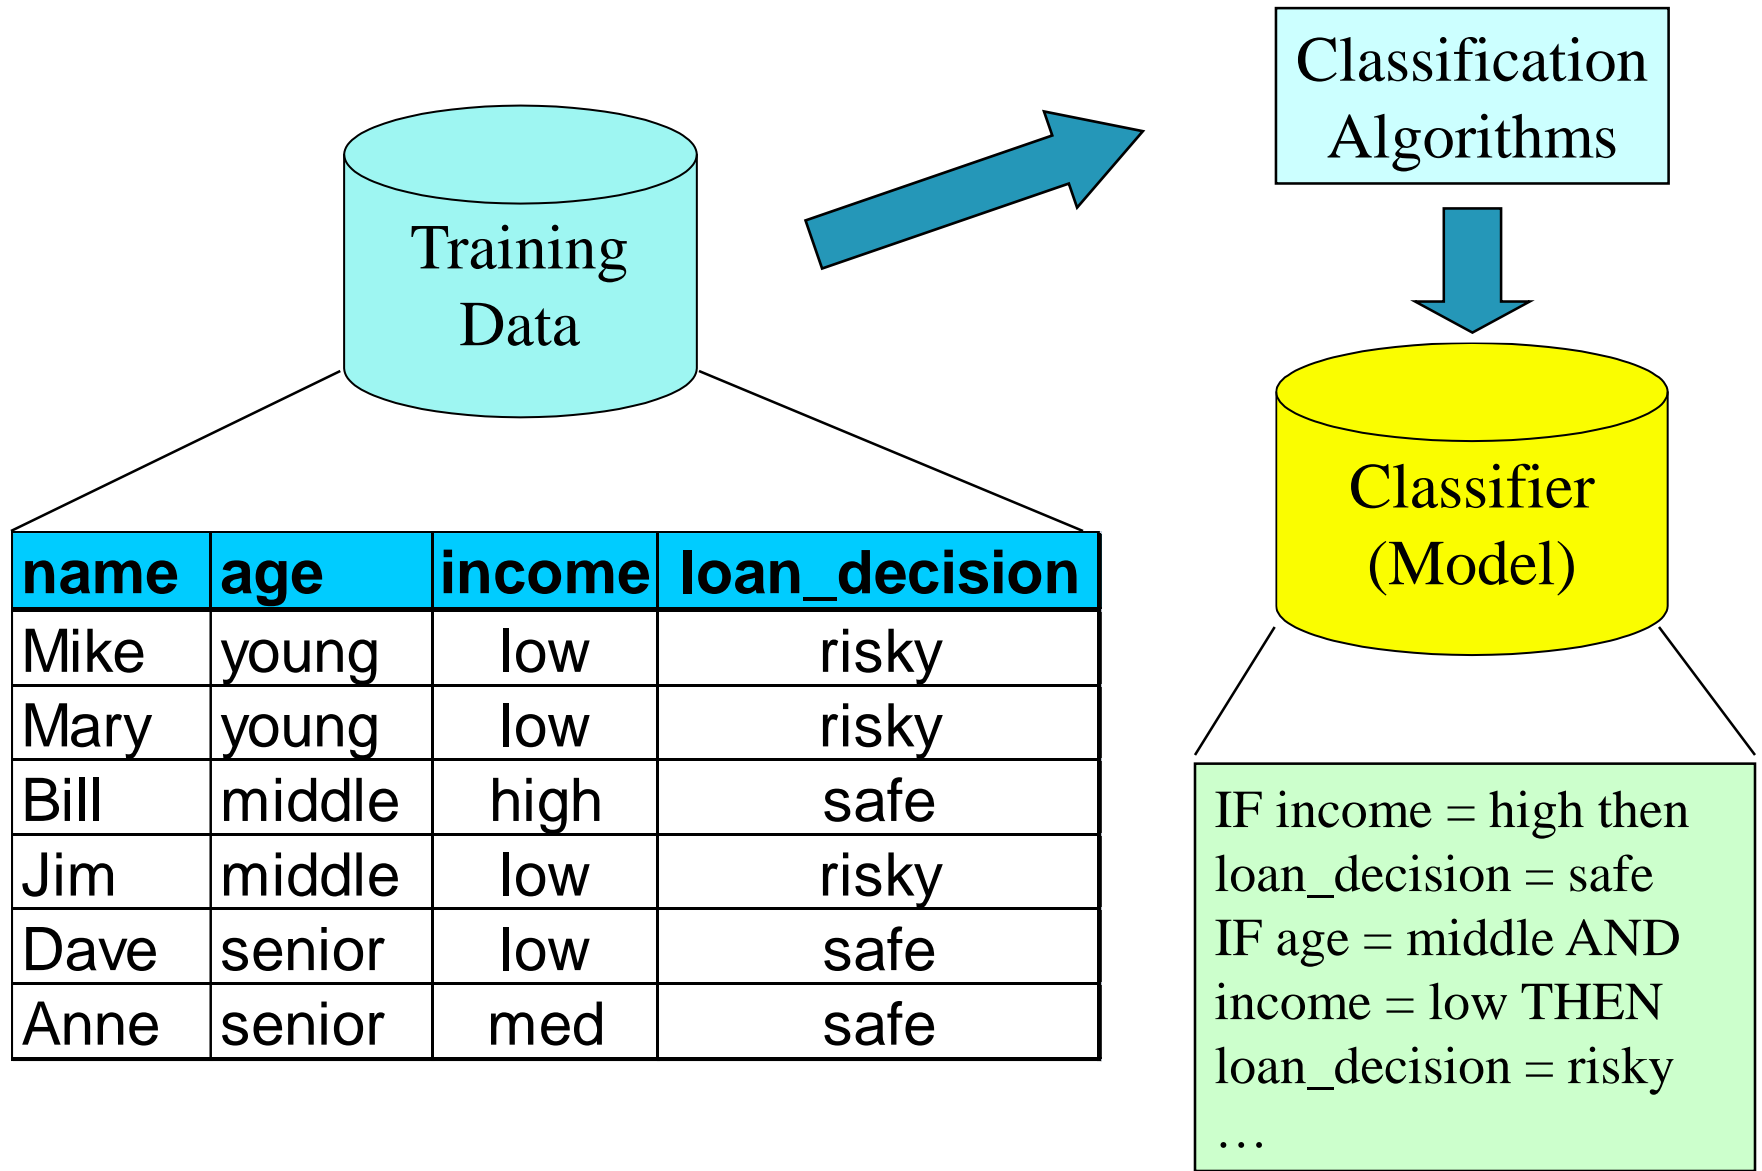 Classification
Algorithms
Training
Data
Classifier
(Model)
name age income loan_decision
Mike young low risky
Mary young low risky
Bill middle high safe
Jim middle low risky
Dave senior low safe
Anne senior med safe
IF income = high then
loan_decision = safe
IF age = middle AND
income = low THEN
loan_decision = risky
…